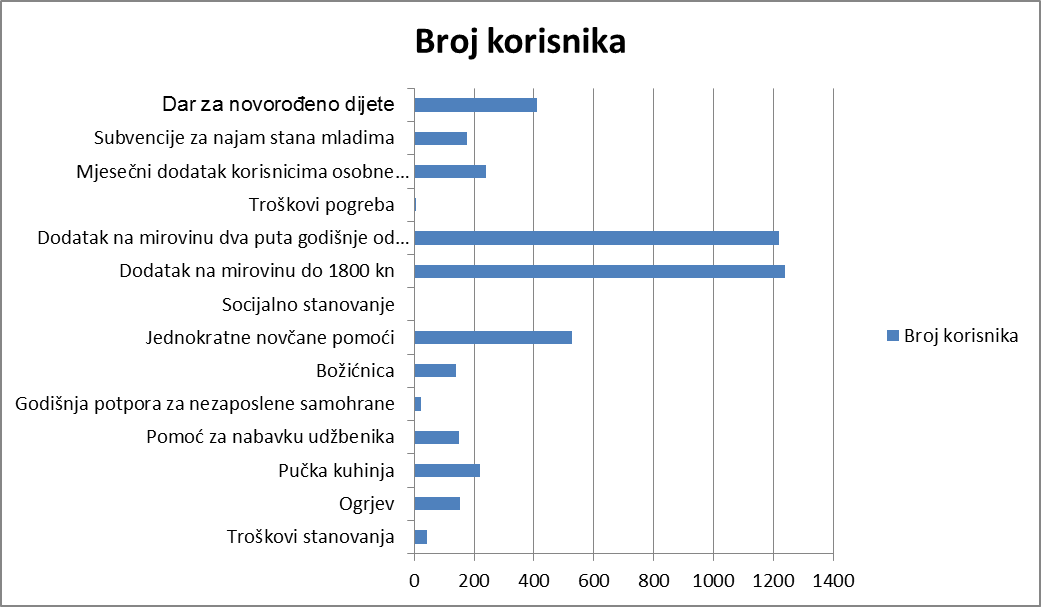 Broj korisnika
Dar za novorođeno dijete
Subvencije za najam stana mladima
Mjesečni dodatak korisnicima osobne…
Troškovi pogreba
Dodatak na mirovinu dva puta godišnje od…
Dodatak na mirovinu do 1800 kn
Socijalno stanovanje
Jednokratne novčane pomoći
Božićnica
Godišnja potpora za nezaposlene samohrane
Pomoć za nabavku udžbenika
Pučka kuhinja
Ogrjev
Troškovi stanovanja
0 200 400 600 800 1000 1200 1400
Broj korisnika